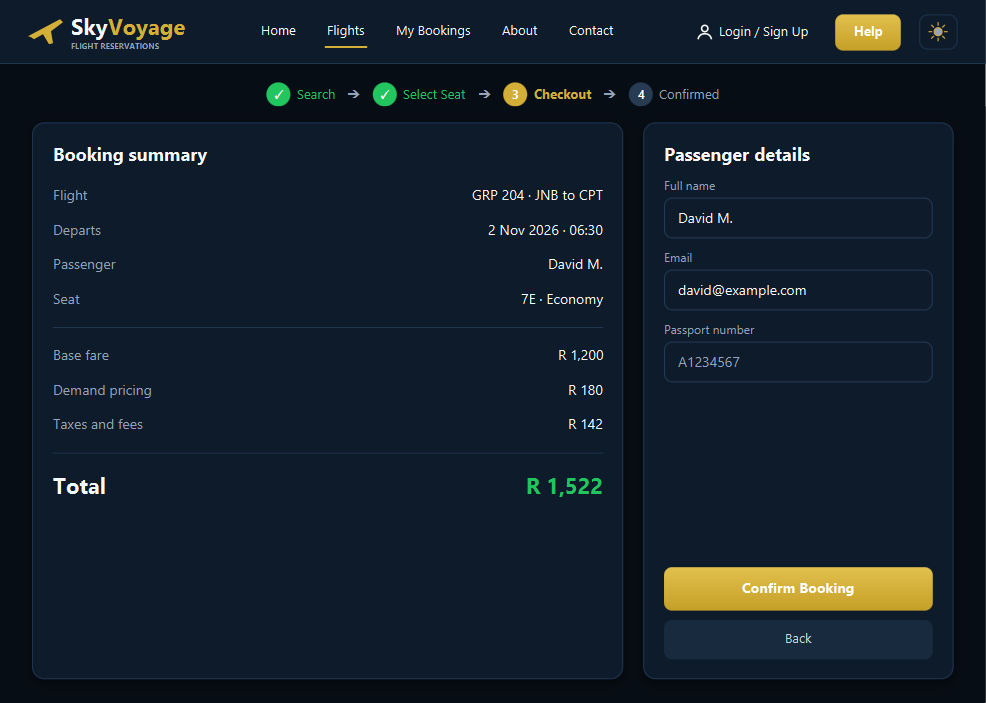 SkyVoyage
FLIGHT RESERVATIONS
Home
Flights
My Bookings
About
Contact
Login / Sign Up
Help
✓ Search → ✓ Select Seat → 3 Checkout → 4 Confirmed
Booking summary
Flight GRP 204 · JNB to CPT
Departs 2 Nov 2026 · 06:30
Passenger David M.
Seat 7E · Economy
Base fare R 1,200
Demand pricing R 180
Taxes and fees R 142
Total R 1,522
Passenger details
Full name
David M.
Email
david@example.com
Passport number
A1234567
Confirm Booking
Back